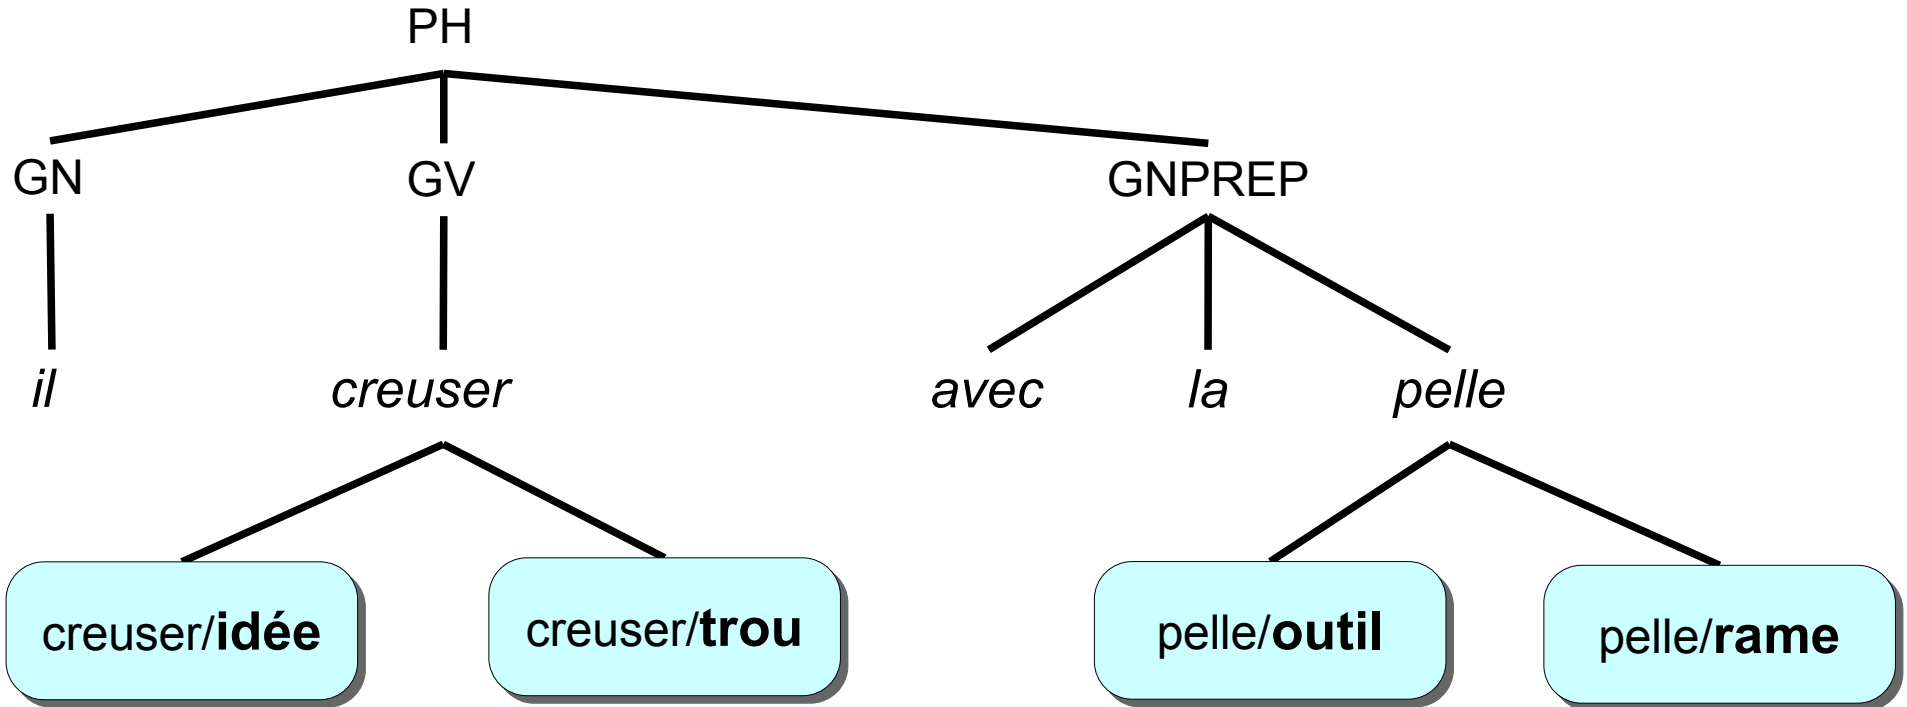 PH
GN GV GNPREP
il creuser avec la pelle
creuser/idée creuser/trou pelle/outil pelle/rame